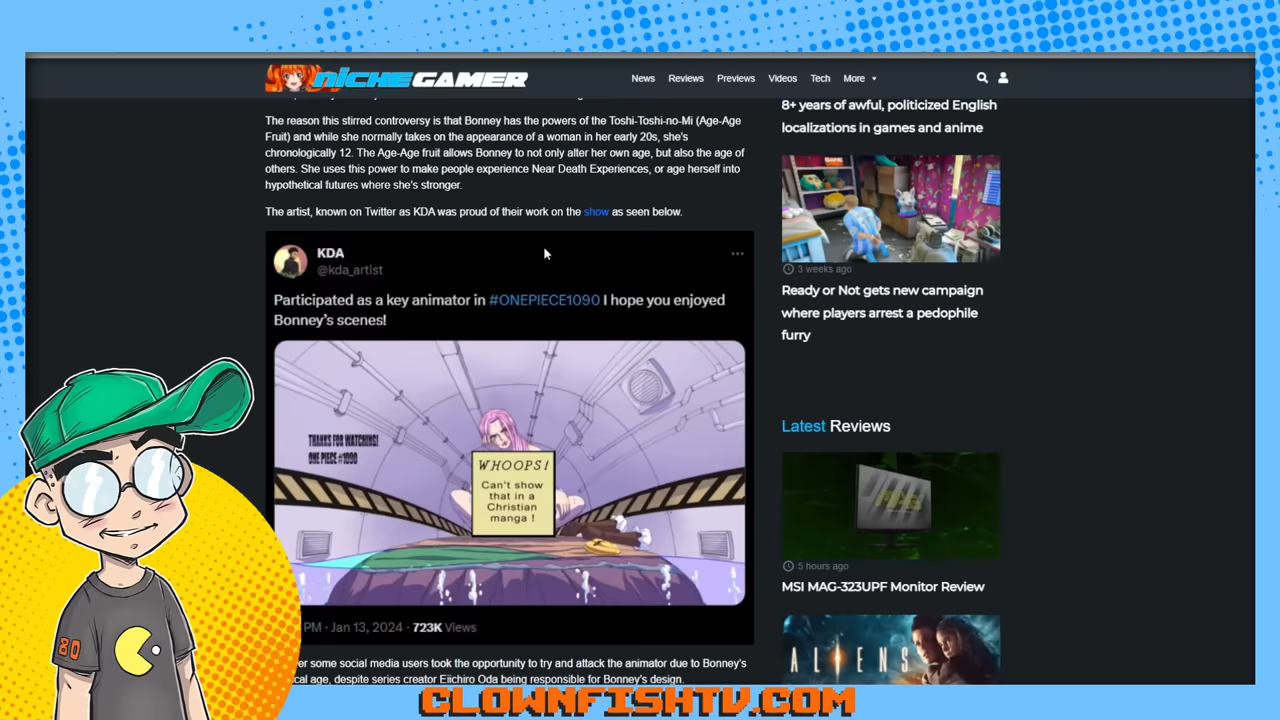 NICHEGAMER
News Reviews Previews Videos Tech More
The reason this stirred controversy is that Bonney has the powers of the Toshi-Toshi-no-Mi (Age-Age
Fruit) and while she normally takes on the appearance of a woman in her early 20s, she's
chronologically 12. The Age-Age fruit allows Bonney to not only alter her own age, but also the age of
others. She uses this power to make people experience Near Death Experiences, or age herself into
hypothetical futures where she's stronger.
The artist, known on Twitter as KDA was proud of their work on the show as seen below.
KDA
@kda_artist
Participated as a key animator in #ONEPIECE1090 I hope you enjoyed
Bonney's scenes!
THANKS FOR WATCHING!
ONE PIECE #1090
WHOOPS!
Can't show
that in a
Christian
manga !
PM · Jan 13, 2024 · 723K Views
er some social media users took the opportunity to try and attack the animator due to Bonney's
cal age, despite series creator Eiichiro Oda being responsible for Bonney's design.
8+ years of awful, politicized English
localizations in games and anime
3 weeks ago
Ready or Not gets new campaign
where players arrest a pedophile
furry
Latest Reviews
5 hours ago
MSI MAG-323UPF Monitor Review
ALIENS
80
CLOWNFISHTV.COM